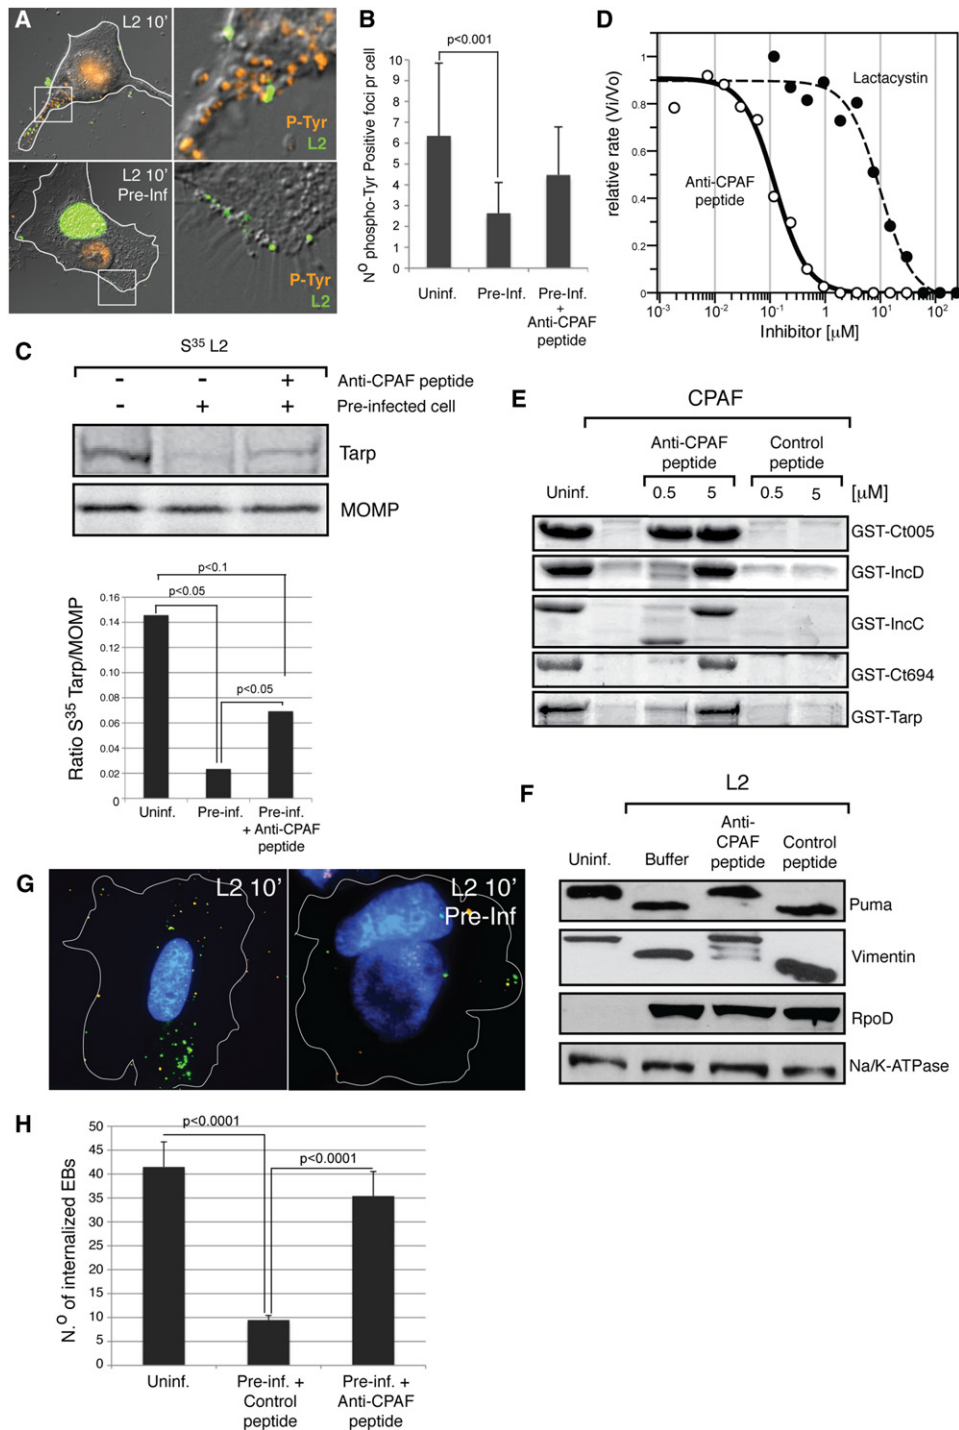 A
L2 10'
P-Tyr
L2
L2 10'
Pre-Inf
P-Tyr
L2
B
p<0.001
Nº phospho-Tyr Positive foci pr cell
10
9
8
7
6
5
4
3
2
1
0
Uninf.
Pre-Inf.
Pre-Inf.
+
Anti-CPAF
peptide
D
relative rate (Vi/Vo)
1
0.8
0.6
0.4
0.2
0
Lactacystin
Anti-CPAF
peptide
10⁻³ 10⁻² 10⁻¹ 10⁰ 10¹ 10²
Inhibitor [µM]
C
S³⁵ L2
- - + Anti-CPAF peptide
- + + Pre-infected cell
Tarp
MOMP
p<0.1
p<0.05
p<0.05
Ratio S³⁵ Tarp/MOMP
0.16
0.14
0.12
0.10
0.08
0.06
0.04
0.02
0
Uninf.
Pre-inf.
Pre-inf.
+ Anti-CPAF
peptide
E
CPAF
Uninf.
Anti-CPAF
peptide
Control
peptide
0.5 5 0.5 5 [µM]
GST-Ct005
GST-IncD
GST-IncC
GST-Ct694
GST-Tarp
F
L2
Uninf.
Buffer
Anti-
CPAF
peptide
Control
peptide
Puma
Vimentin
RpoD
Na/K-ATPase
G
L2 10'
L2 10'
Pre-Inf
H
p<0.0001
p<0.0001
N.º of internalized EBs
50
45
40
35
30
25
20
15
10
5
0
Uninf.
Pre-inf. +
Control
peptide
Pre-inf. +
Anti-CPAF
peptide